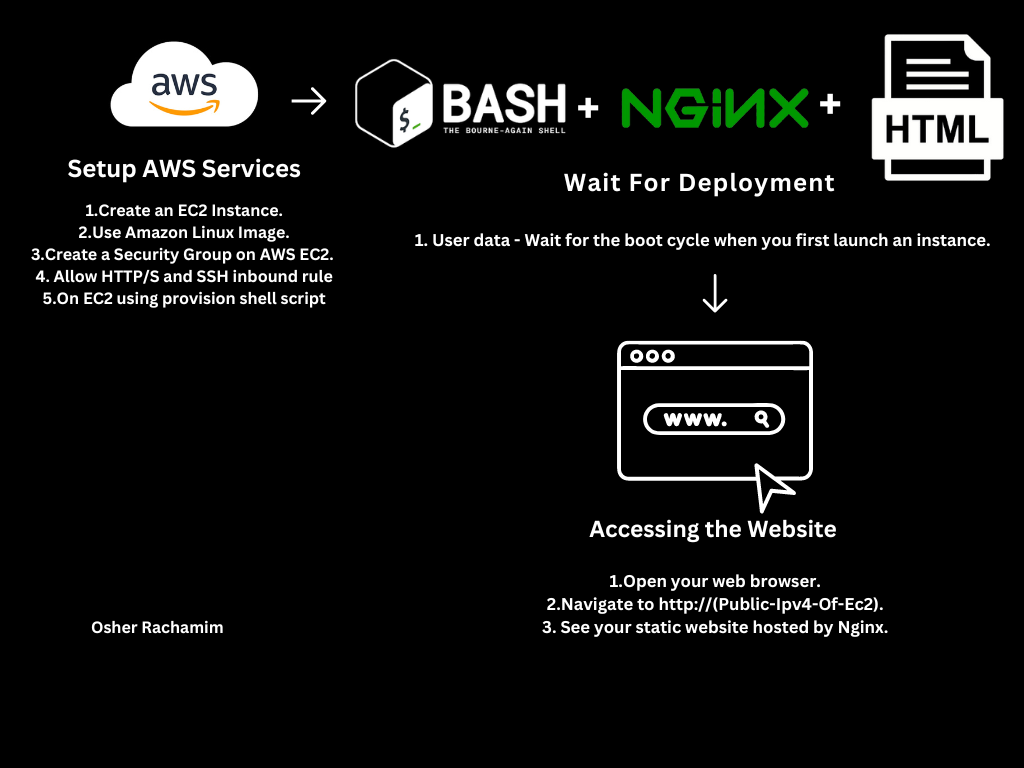 aws
BASH
THE BOURNE-AGAIN SHELL
+
NGiNX
+
HTML
$_
Setup AWS Services
1.Create an EC2 Instance.
2.Use Amazon Linux Image.
3.Create a Security Group on AWS EC2.
4. Allow HTTP/S and SSH inbound rule
5.On EC2 using provision shell script
Wait For Deployment
1. User data - Wait for the boot cycle when you first launch an instance.
www.
Accessing the Website
1.Open your web browser.
2.Navigate to http://(Public-Ipv4-Of-Ec2).
3. See your static website hosted by Nginx.
Osher Rachamim